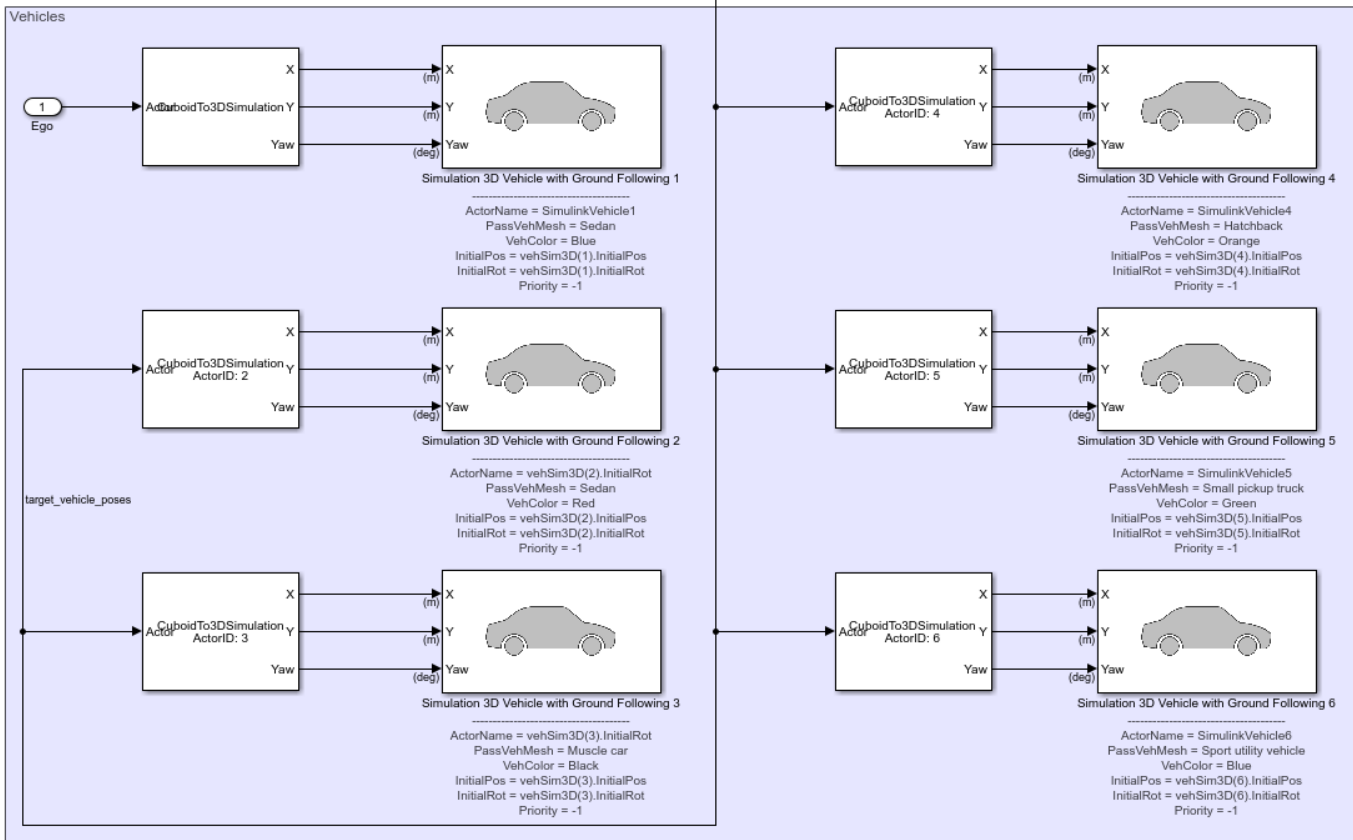 Vehicles
1
Ego
Actor
CuboidTo3DSimulation
X
Y
Yaw
(m)
(m)
(deg)
X
Y
Yaw
Simulation 3D Vehicle with Ground Following 1
---------------------------------------
ActorName = SimulinkVehicle1
PassVehMesh = Sedan
VehColor = Blue
InitialPos = vehSim3D(1).InitialPos
InitialRot = vehSim3D(1).InitialRot
Priority = -1
Actor
CuboidTo3DSimulation
ActorID: 2
X
Y
Yaw
(m)
(m)
(deg)
X
Y
Yaw
Simulation 3D Vehicle with Ground Following 2
---------------------------------------
ActorName = vehSim3D(2).InitialRot
PassVehMesh = Sedan
VehColor = Red
InitialPos = vehSim3D(2).InitialPos
InitialRot = vehSim3D(2).InitialRot
Priority = -1
target_vehicle_poses
Actor
CuboidTo3DSimulation
ActorID: 3
X
Y
Yaw
(m)
(m)
(deg)
X
Y
Yaw
Simulation 3D Vehicle with Ground Following 3
---------------------------------------
ActorName = vehSim3D(3).InitialRot
PassVehMesh = Muscle car
VehColor = Black
InitialPos = vehSim3D(3).InitialPos
InitialRot = vehSim3D(3).InitialRot
Priority = -1
Actor
CuboidTo3DSimulation
ActorID: 4
X
Y
Yaw
(m)
(m)
(deg)
X
Y
Yaw
Simulation 3D Vehicle with Ground Following 4
---------------------------------------
ActorName = SimulinkVehicle4
PassVehMesh = Hatchback
VehColor = Orange
InitialPos = vehSim3D(4).InitialPos
InitialRot = vehSim3D(4).InitialRot
Priority = -1
Actor
CuboidTo3DSimulation
ActorID: 5
X
Y
Yaw
(m)
(m)
(deg)
X
Y
Yaw
Simulation 3D Vehicle with Ground Following 5
---------------------------------------
ActorName = SimulinkVehicle5
PassVehMesh = Small pickup truck
VehColor = Green
InitialPos = vehSim3D(5).InitialPos
InitialRot = vehSim3D(5).InitialRot
Priority = -1
Actor
CuboidTo3DSimulation
ActorID: 6
X
Y
Yaw
(m)
(m)
(deg)
X
Y
Yaw
Simulation 3D Vehicle with Ground Following 6
---------------------------------------
ActorName = SimulinkVehicle6
PassVehMesh = Sport utility vehicle
VehColor = Blue
InitialPos = vehSim3D(6).InitialPos
InitialRot = vehSim3D(6).InitialRot
Priority = -1